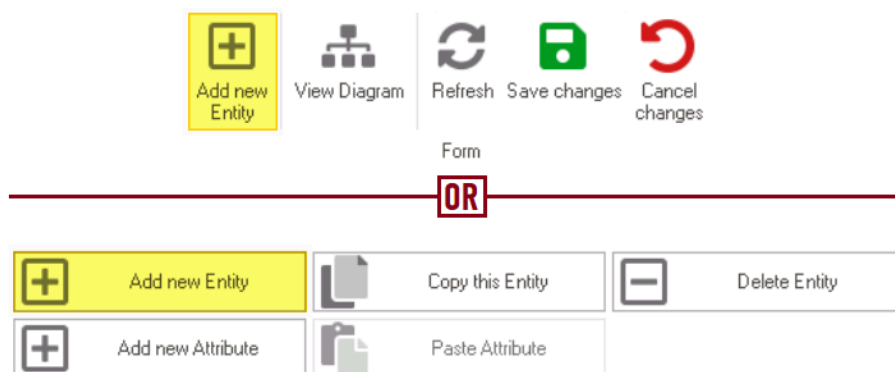 Add new
Entity
View Diagram
Refresh
Save changes
Cancel
changes
Form
OR
Add new Entity
Copy this Entity
Delete Entity
Add new Attribute
Paste Attribute